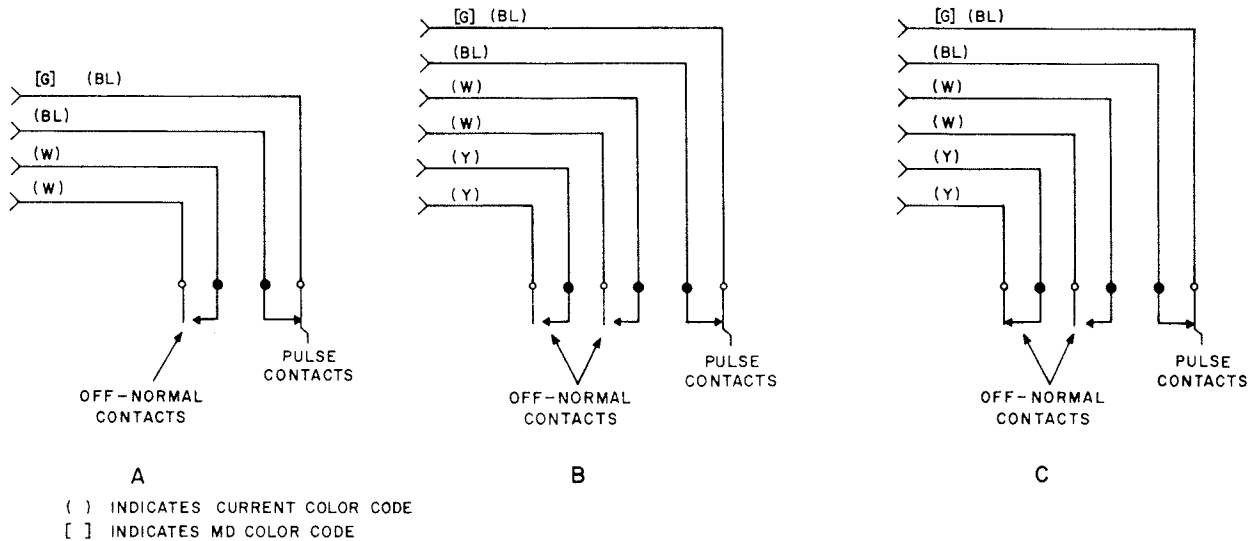 [G] (BL)
(BL)
(W)
(W)
OFF-NORMAL
CONTACTS
PULSE
CONTACTS
A
[G] (BL)
(BL)
(W)
(W)
(Y)
(Y)
OFF-NORMAL
CONTACTS
PULSE
CONTACTS
B
[G] (BL)
(BL)
(W)
(W)
(Y)
(Y)
OFF-NORMAL
CONTACTS
PULSE
CONTACTS
C
( ) INDICATES CURRENT COLOR CODE
[ ] INDICATES MD COLOR CODE